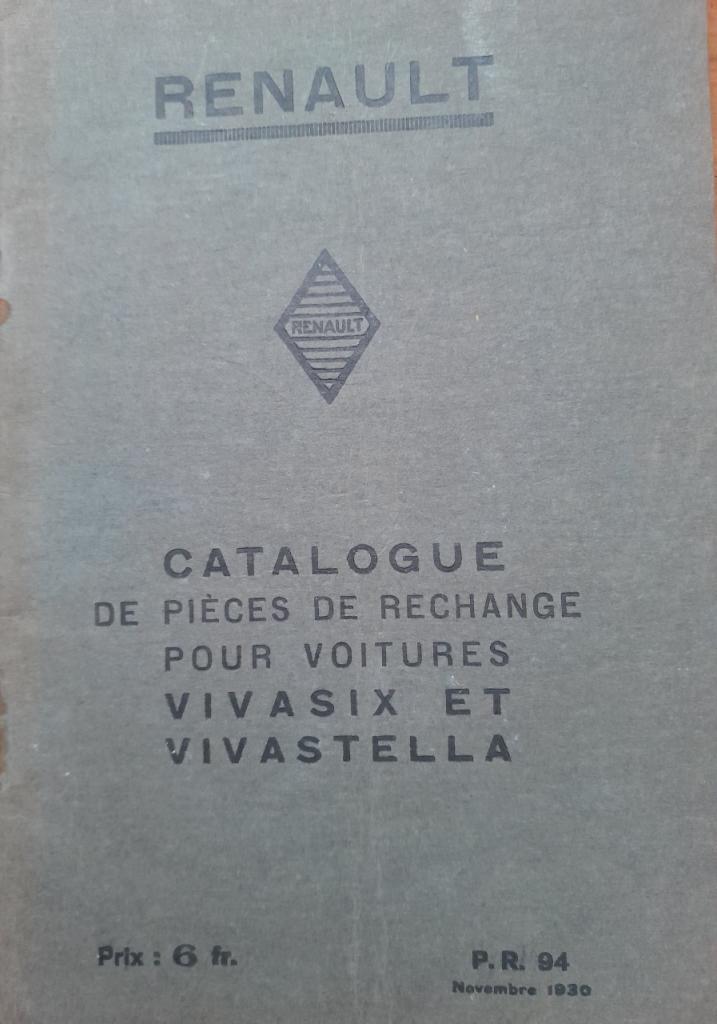 RENAULT
RENAULT
CATALOGUE
DE PIÈCES DE RECHANGE
POUR VOITURES
VIVASIX ET
VIVASTELLA
Prix : 6 fr.
P. R. 94
Novembre 1930